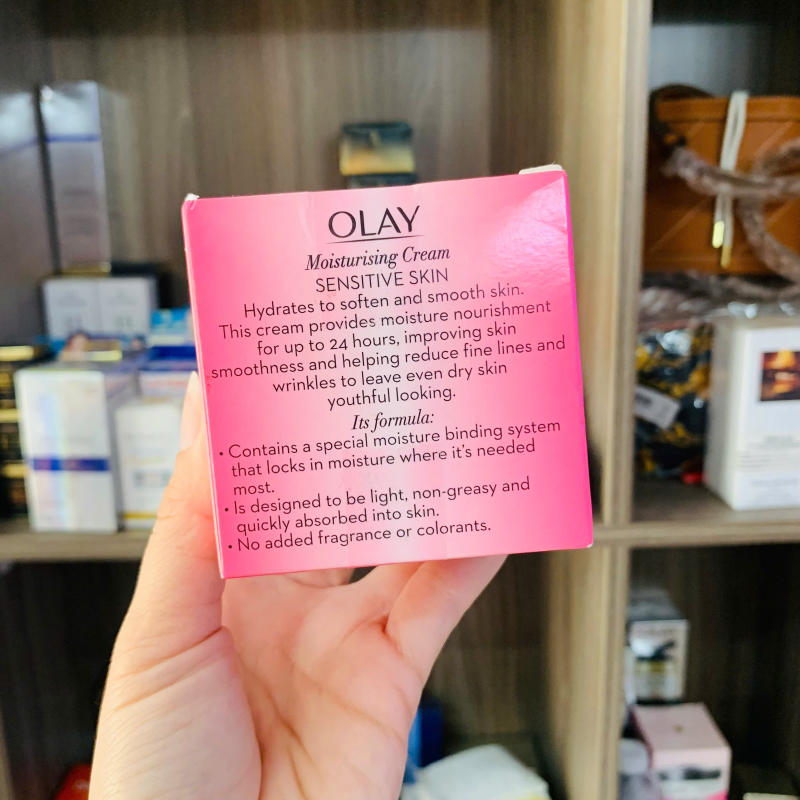 OLAY
Moisturising Cream
SENSITIVE SKIN
Hydrates to soften and smooth skin.
This cream provides moisture nourishment
for up to 24 hours, improving skin
smoothness and helping reduce fine lines and
wrinkles to leave even dry skin
youthful looking.
Its formula:
• Contains a special moisture binding system
that locks in moisture where it's needed
most.
• Is designed to be light, non-greasy and
quickly absorbed into skin.
• No added fragrance or colorants.